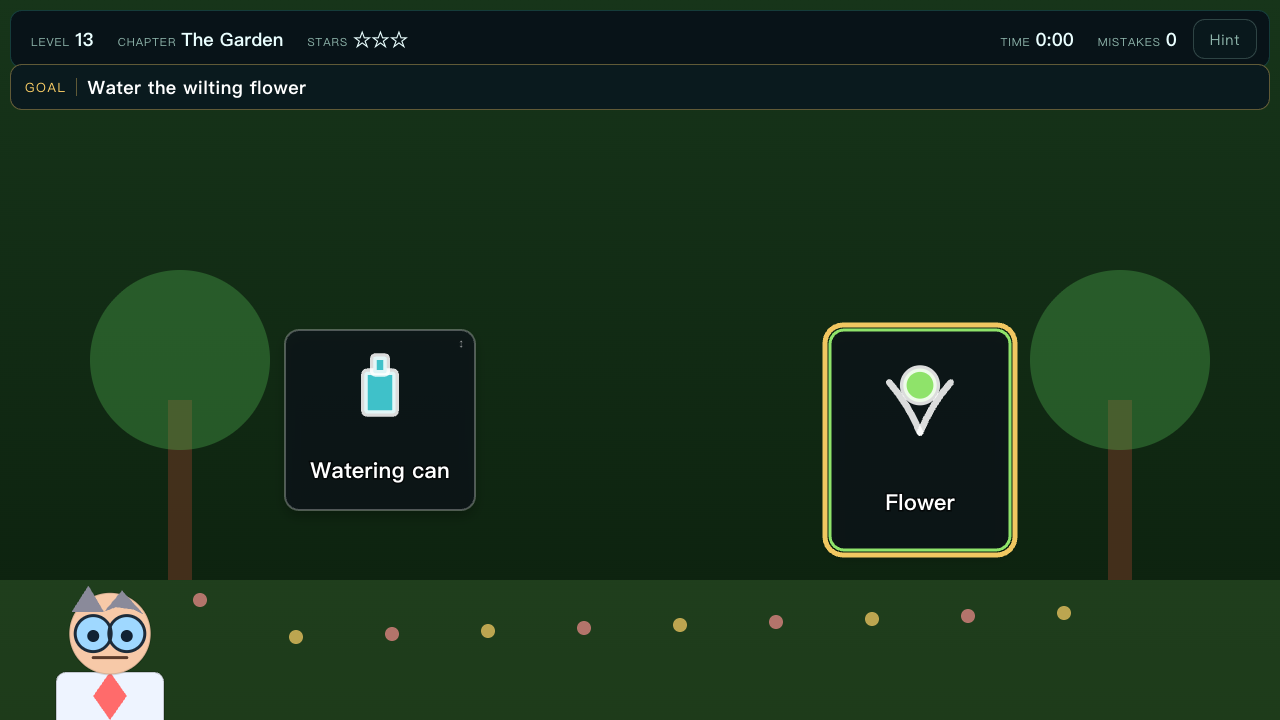 LEVEL 13 CHAPTER The Garden STARS ☆☆☆ TIME 0:00 MISTAKES 0 Hint
GOAL Water the wilting flower
Watering can
Flower